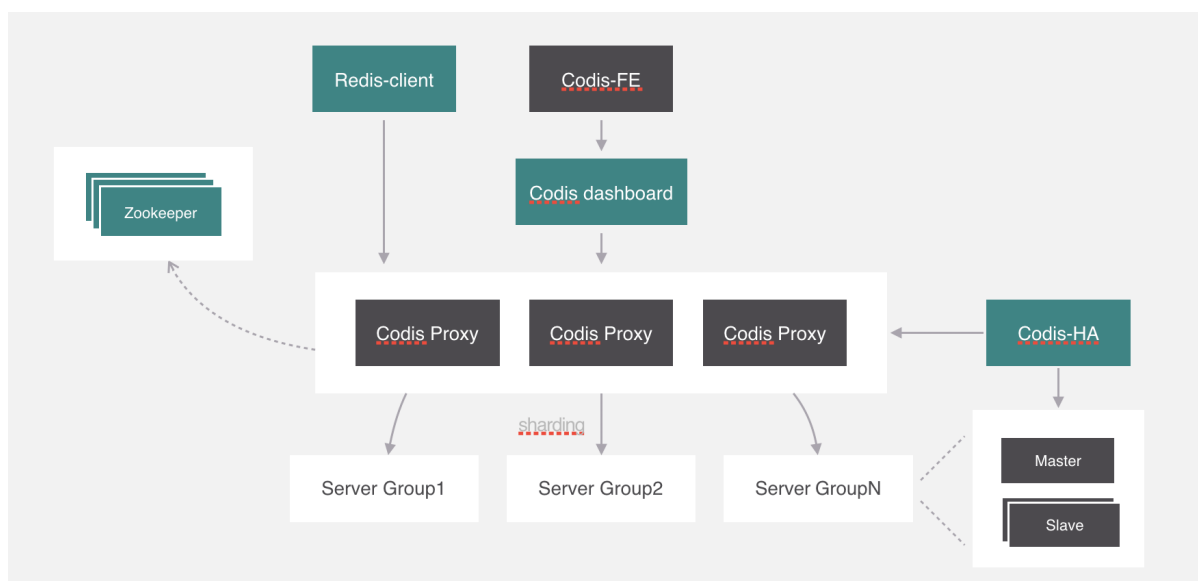 Redis-client
Codis-FE
Codis dashboard
Zookeeper
Codis Proxy
Codis Proxy
Codis Proxy
Codis-HA
sharding
Server Group1
Server Group2
Server GroupN
Master
Slave